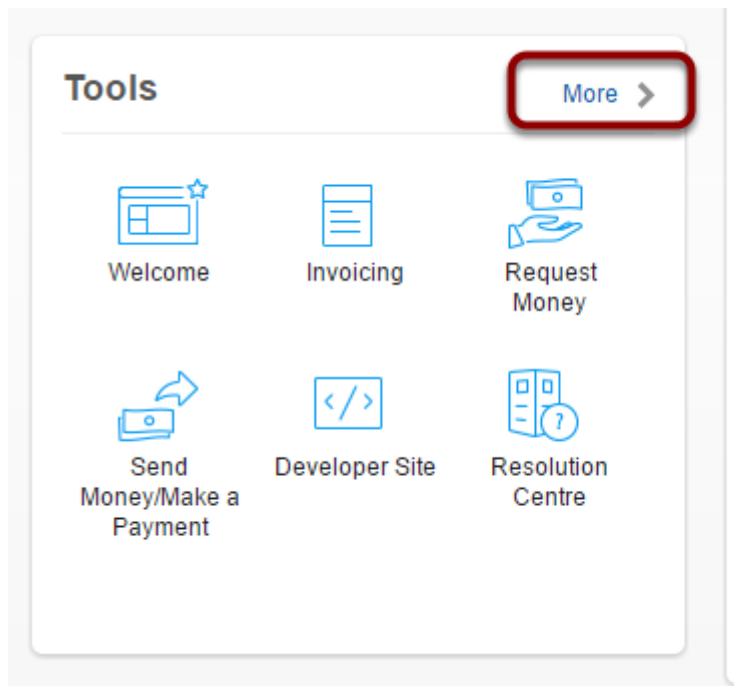 Tools
More
Welcome
Invoicing
Request
Money
Send
Money/Make a
Payment
Developer Site
Resolution
Centre